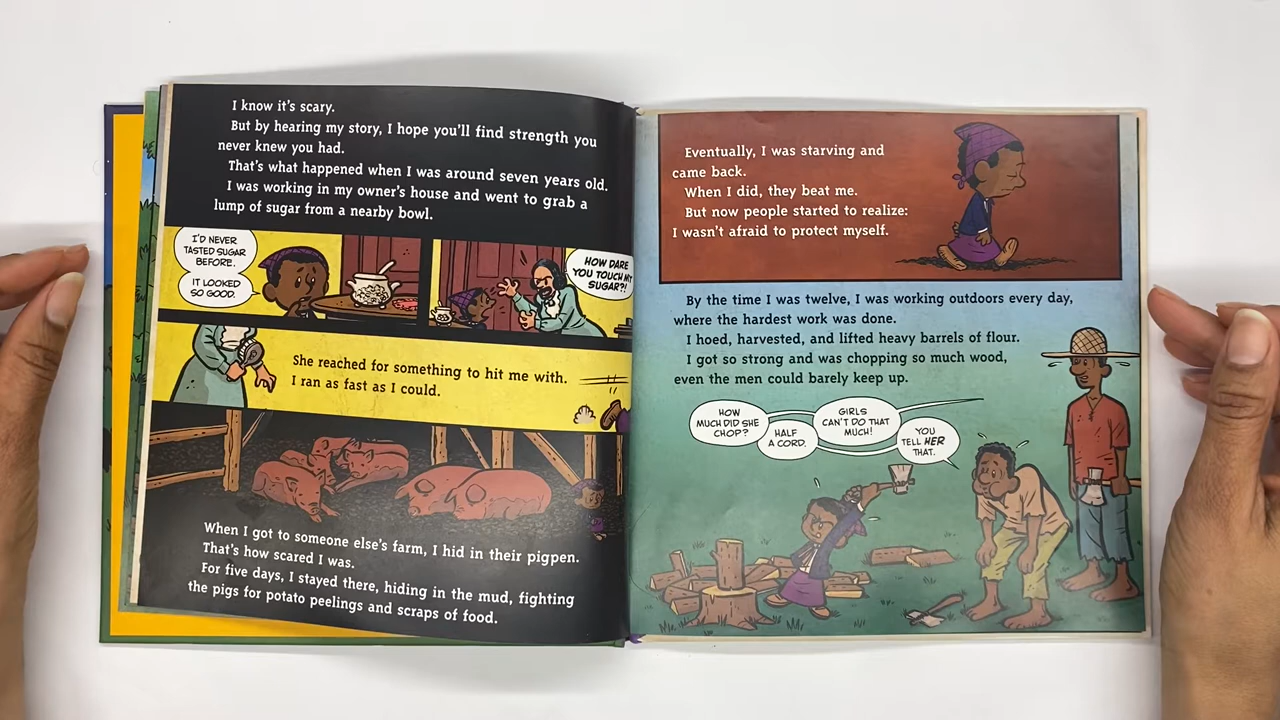 I know it's scary.
But by hearing my story, I hope you'll find strength you
never knew you had.
That's what happened when I was around seven years old.
I was working in my owner's house and went to grab a
lump of sugar from a nearby bowl.
I'D NEVER
TASTED SUGAR
BEFORE.
IT LOOKED
SO GOOD.
HOW DARE
YOU TOUCH MY
SUGAR?!
She reached for something to hit me with.
I ran as fast as I could.
When I got to someone else's farm, I hid in their pigpen.
That's how scared I was.
For five days, I stayed there, hiding in the mud, fighting
the pigs for potato peelings and scraps of food.
Eventually, I was starving and
came back.
When I did, they beat me.
But now people started to realize:
I wasn't afraid to protect myself.
By the time I was twelve, I was working outdoors every day,
where the hardest work was done.
I hoed, harvested, and lifted heavy barrels of flour.
I got so strong and was chopping so much wood,
even the men could barely keep up.
HOW
MUCH DID SHE
CHOP?
HALF
A CORD.
GIRLS
CAN'T DO THAT
MUCH!
YOU
TELL HER
THAT.